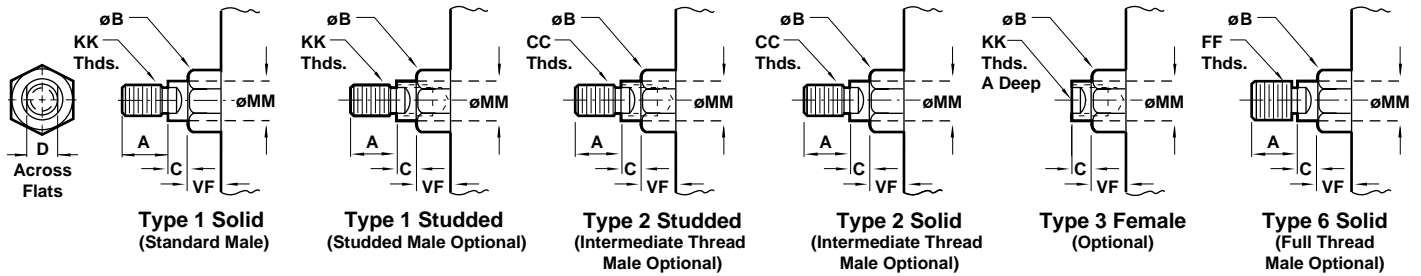 D
Across
Flats
øB
KK
Thds.
øMM
A
C
VF
Type 1 Solid
(Standard Male)
øB
KK
Thds.
øMM
A
C
VF
Type 1 Studded
(Studded Male Optional)
øB
CC
Thds.
øMM
A
C
VF
Type 2 Studded
(Intermediate Thread
Male Optional)
øB
CC
Thds.
øMM
A
C
VF
Type 2 Solid
(Intermediate Thread
Male Optional)
øB
KK
Thds.
A Deep
øMM
C
VF
Type 3 Female
(Optional)
øB
FF
Thds.
øMM
A
C
VF
Type 6 Solid
(Full Thread
Male Optional)